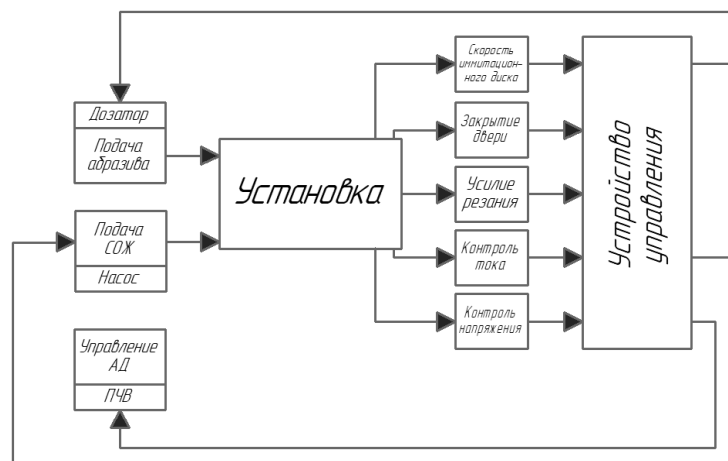 Дозатор
Подача
абразива
Подача
СОЖ
Насос
Управление
АД
ПЧВ
Установка
Скорость
иммитацион-
ного диска
Закрытие
двери
Усилие
резания
Контроль
тока
Контроль
напряжения
Устройство
управления